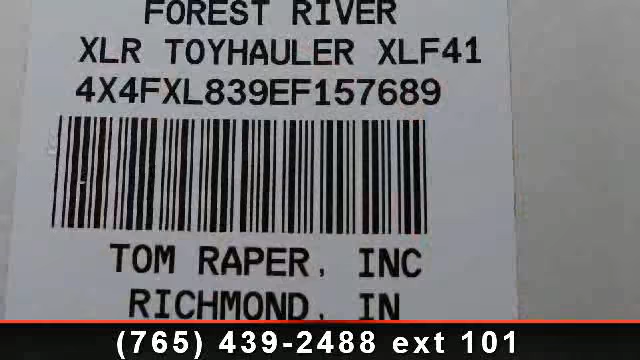 FOREST RIVER
XLR TOYHAULER XLF41
4X4FXL839EF157689
TOM RAPER, INC
RICHMOND, IN
(765) 439-2488 ext 101